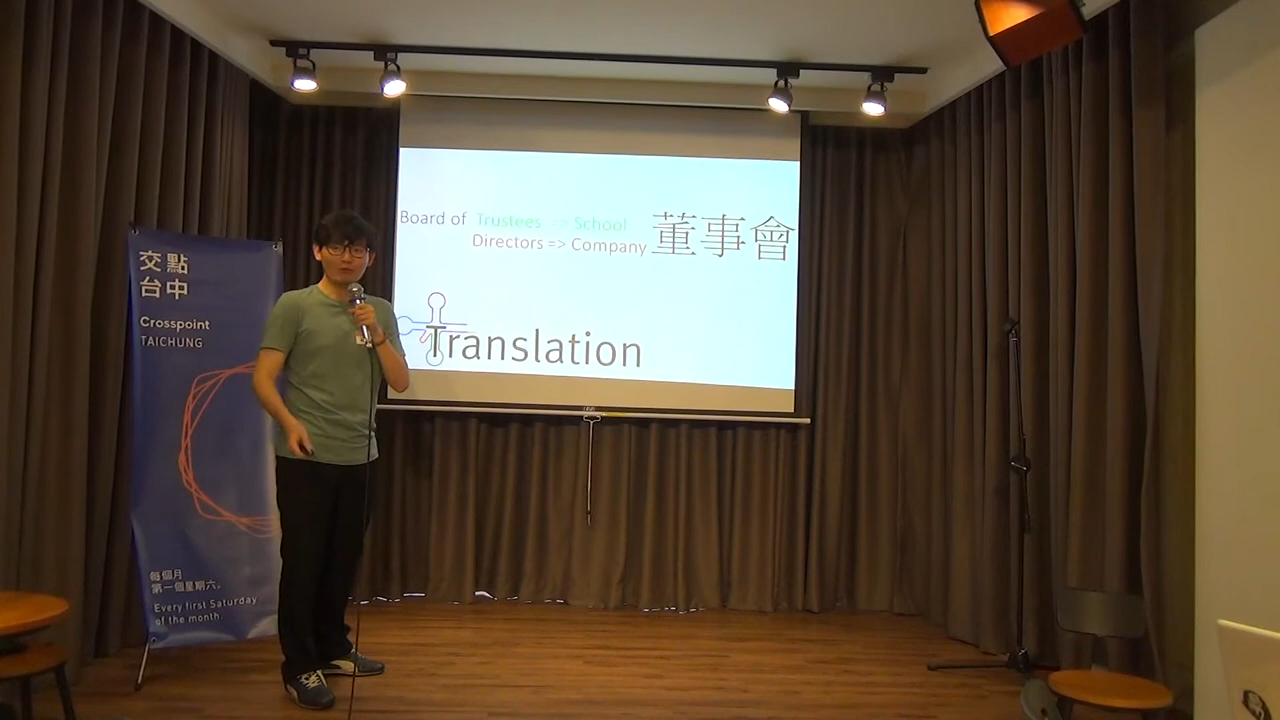 交點
台中
Crosspoint
TAICHUNG
每個月
第一個星期六。
Every first Saturday
of the month.
Board of Trustees => School
Directors => Company
董事會
Translation